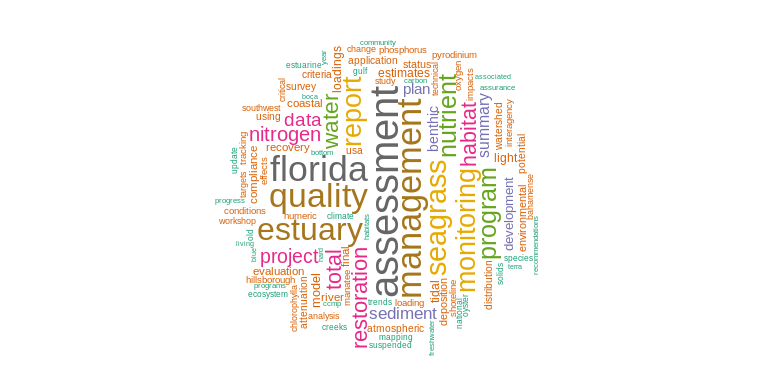 community
change phosphorus
estuarine
year
loadings
application
status
pyrodinium
gulf
estimates
technical
oxygen
criteria
study
carbon
associated
critical
survey
report
plan
nutrient
impacts
assurance
boca
coastal
water
assessment
management
benthic
habitat
summary
southwest
data
using
nitrogen
watershed
interagency
tracking
recovery
usa
light
potential
update
compliance
effects
bottom
florida
seagrass
monitoring
program
targets
quality
development
environmental
bahamense
progress
conditions
numeric
climate
habitats
workshop
estuary
recommendations
old
living
blue
project
hard
total
final
restoration
species
terra
evaluation
hillsborough
programs
model
manatee
tidal
deposition
shoreline
solids
distribution
ecosystem
chlorophylla
attenuation
river
ccmp
trends
loading
national
oyster
analysis
sediment
creeks
atmospheric
freshwater
mapping
suspended